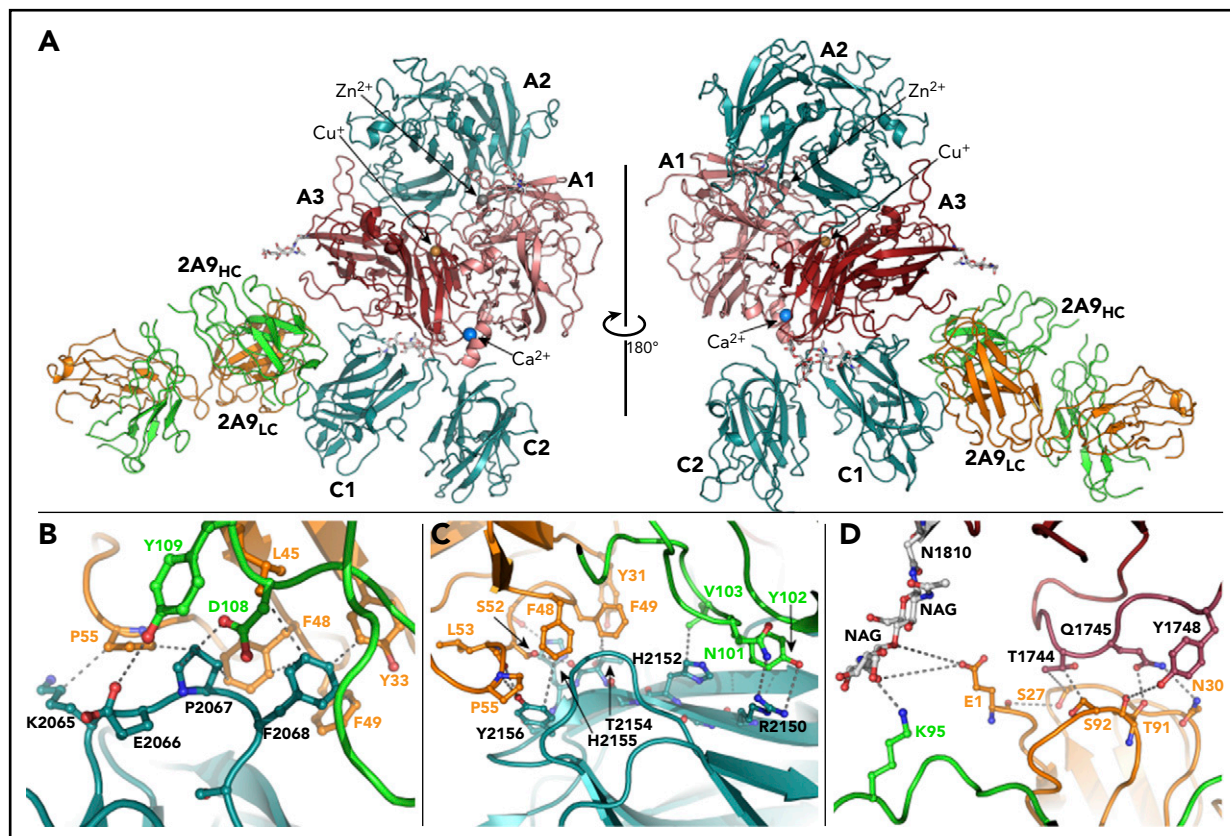 A
A2
Zn2+
Cu+
A1
A3
2A9HC
2A9LC
Ca2+
C2
C1
180°
A2
Zn2+
A1
Cu+
A3
2A9HC
Ca2+
C2
C1
2A9LC
B
Y109
L45
D108
P55
F48
Y33
K2065
P2067
F49
E2066
F2068
C
Y31
S52
F48
F49
V103
Y102
L53
H2152
N101
P55
T2154
R2150
Y2156
H2155
D
N1810
NAG
Q1745
Y1748
NAG
T1744
N30
E1
S27
S92
T91
K95